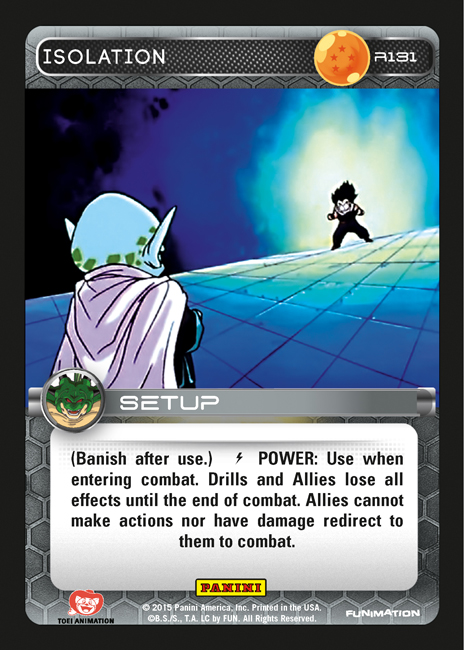 ISOLATION R131
SETUP
(Banish after use.) POWER: Use when
entering combat. Drills and Allies lose all
effects until the end of combat. Allies cannot
make actions nor have damage redirect to
them to combat.
PANINI
© 2015 Panini America, Inc. Printed in the USA.
©B.S./S., T.A. LC by FUN. All Rights Reserved.
TOEI ANIMATION
FUNIMATION